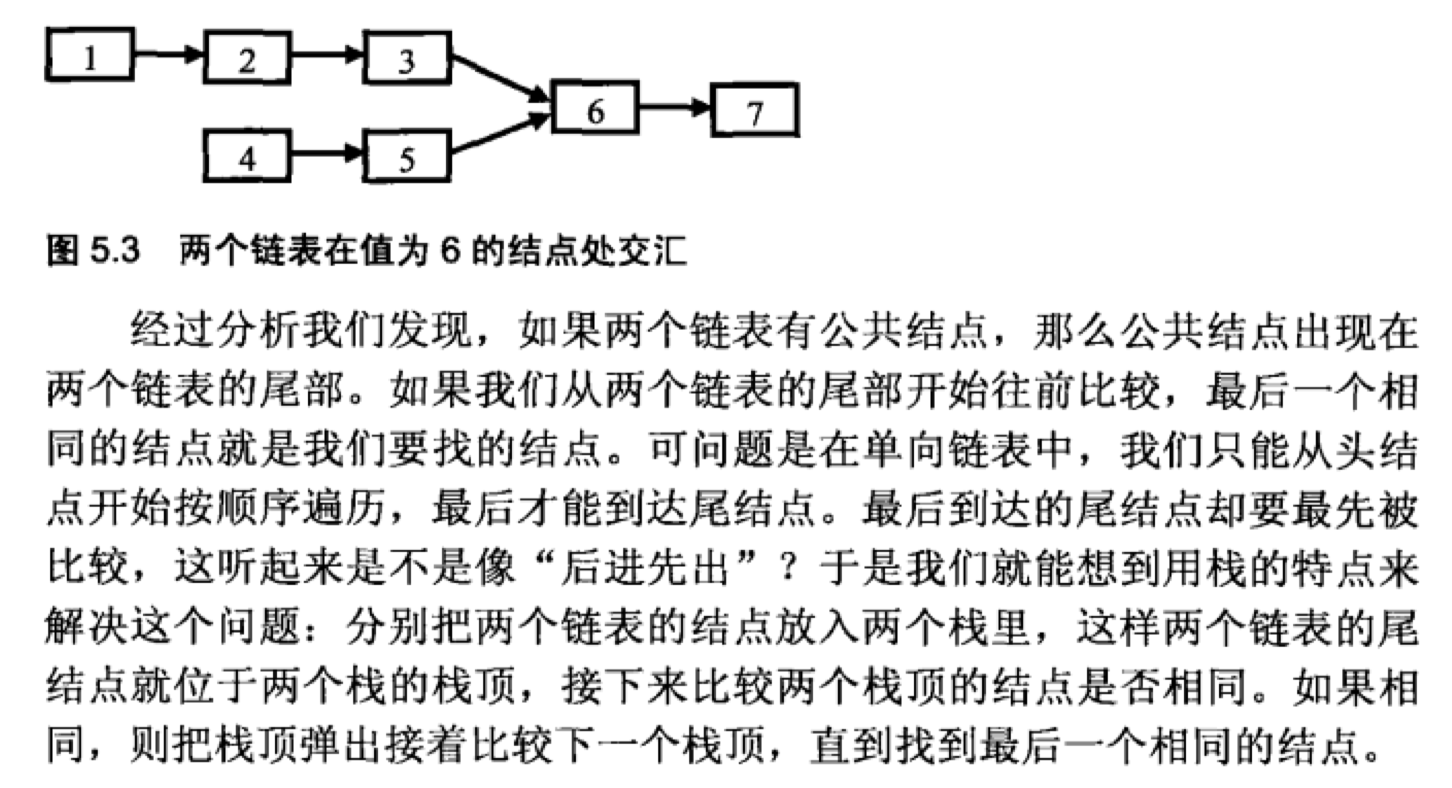 1 2 3
6 7
4 5
图 5.3 两个链表在值为 6 的结点处交汇
经过分析我们发现，如果两个链表有公共结点，那么公共结点出现在
两个链表的尾部。如果我们从两个链表的尾部开始往前比较，最后一个相
同的结点就是我们要找的结点。可问题是在单向链表中，我们只能从头结
点开始按顺序遍历，最后才能到达尾结点。最后到达的尾结点却要最先被
比较，这听起来是不是像“后进先出”？于是我们就能想到用栈的特点来
解决这个问题：分别把两个链表的结点放入两个栈里，这样两个链表的尾
结点就位于两个栈的栈顶，接下来比较两个栈顶的结点是否相同。如果相
同，则把栈顶弹出接着比较下一个栈顶，直到找到最后一个相同的结点。